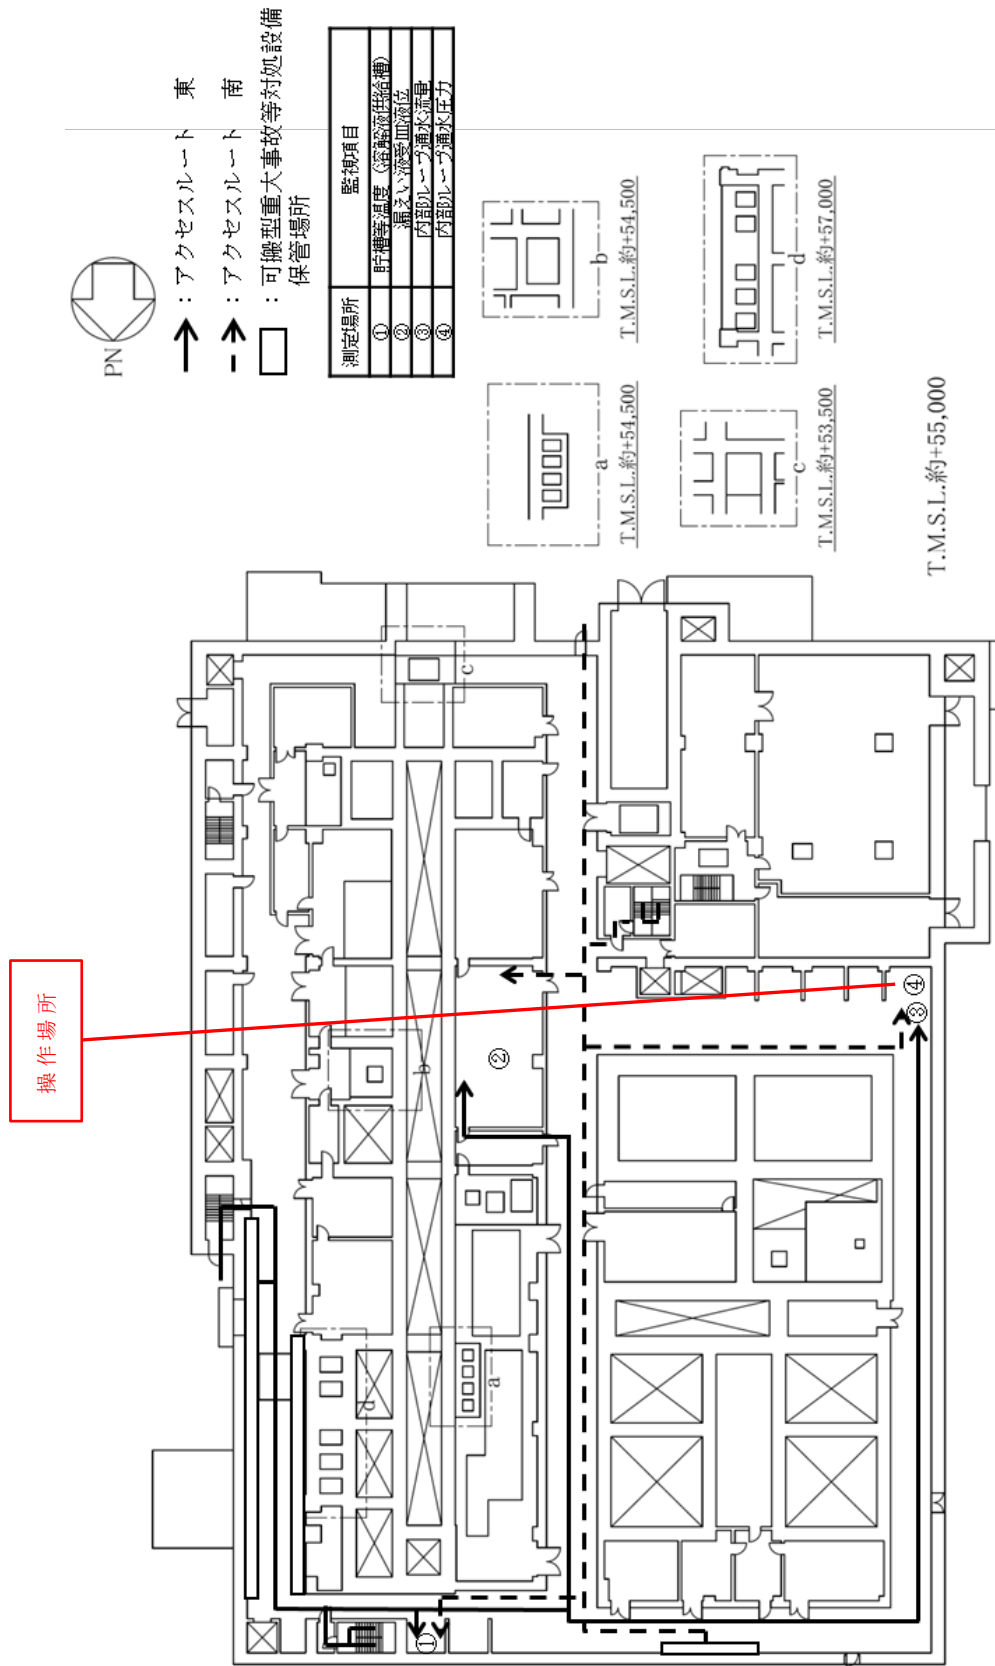 PN
：アクセスルート 東
：アクセスルート 南
：可搬型重大事故等対処設備
保管場所
測定場所 監視項目
① 貯槽等温度（溶解液供給槽）
② 漏えい液受皿液位
③ 内部ループ通水流量
④ 内部ループ通水圧力
a
T.M.S.L.約+54,500
b
T.M.S.L.約+54,500
c
T.M.S.L.約+53,500
d
T.M.S.L.約+57,000
T.M.S.L.約+55,000
操作場所
c
b
②
③④
d
a
①